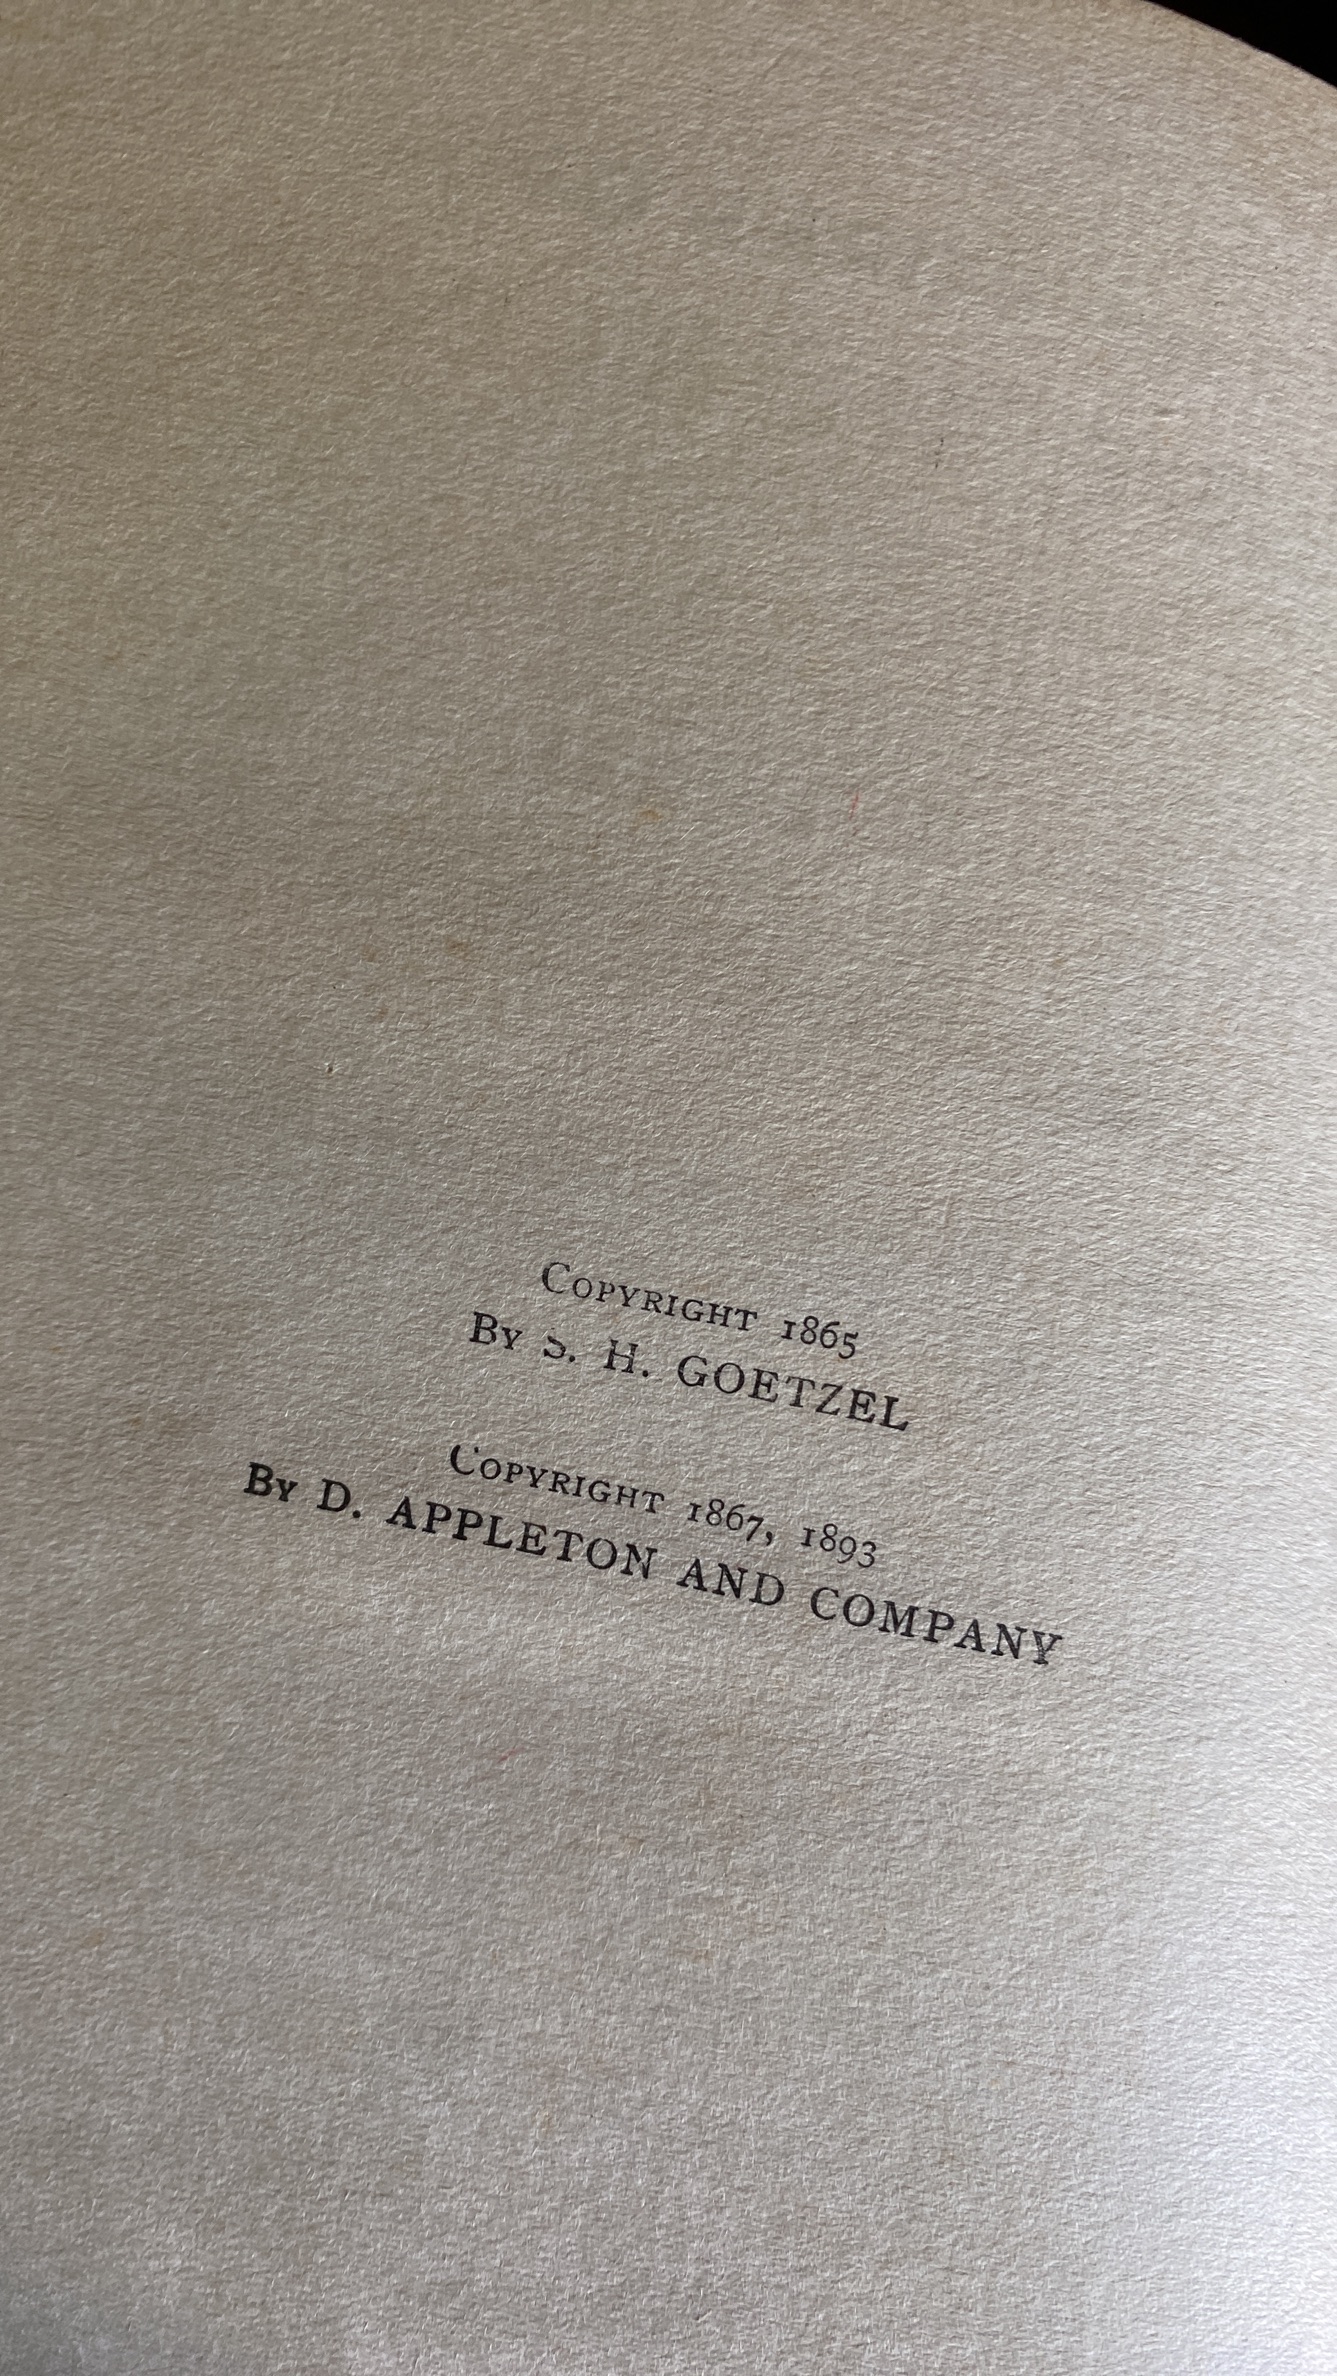 Copyright 1865
By S. H. GOETZEL
Copyright 1867, 1893
By D. APPLETON AND COMPANY